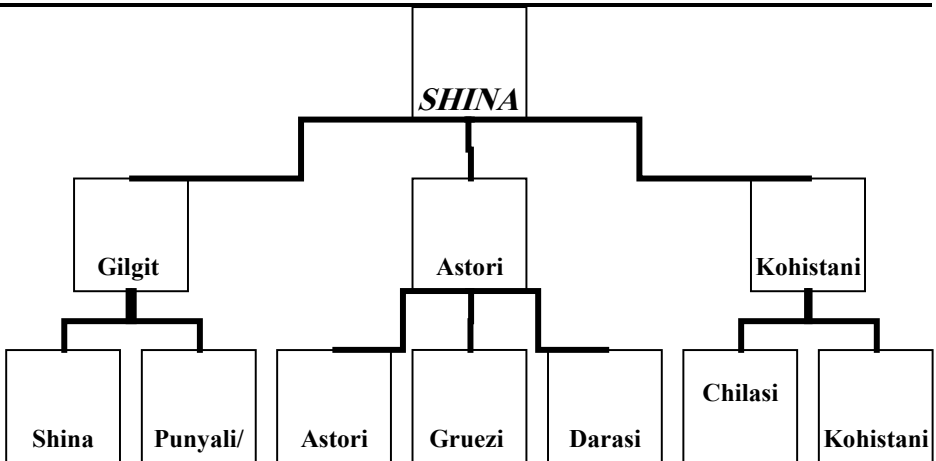 SHINA
Gilgit
Astori
Kohistani
Shina
Punyali/
Astori
Gruezi
Darasi
Chilasi
Kohistani